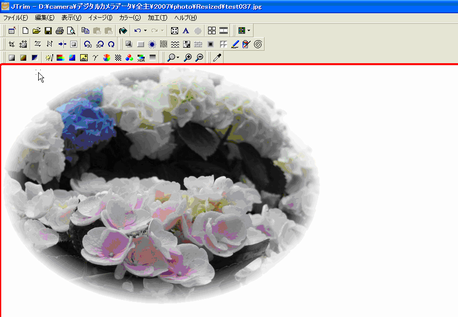 JTrim - D:¥camera¥デジタルカメラデータ¥全主¥2007¥photo¥Resized¥test037.jpg
ファイル(F) 編集(E) 表示(V) イメージ(I) カラー(O) 加工(T) ヘルプ(H)